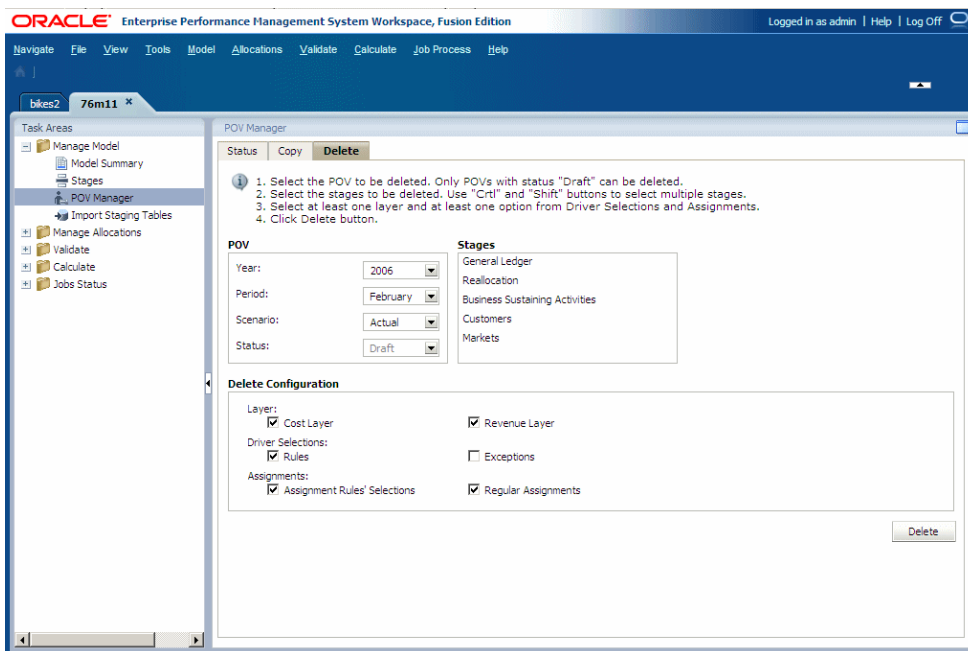 ORACLE® Enterprise Performance Management System Workspace, Fusion Edition
Logged in as admin | Help | Log Off
Navigate File View Tools Model Allocations Validate Calculate Job Process Help
bikes2 76m11 ×
Task Areas
Manage Model
Model Summary
Stages
POV Manager
Import Staging Tables
Manage Allocations
Validate
Calculate
Jobs Status
POV Manager
Status Copy Delete
1. Select the POV to be deleted. Only POVs with status "Draft" can be deleted.
2. Select the stages to be deleted. Use "Crtl" and "Shift" buttons to select multiple stages.
3. Select at least one layer and at least one option from Driver Selections and Assignments.
4. Click Delete button.
POV
Year: 2006
Period: February
Scenario: Actual
Status: Draft
Stages
General Ledger
Reallocation
Business Sustaining Activities
Customers
Markets
Delete Configuration
Layer:
Cost Layer Revenue Layer
Driver Selections:
Rules Exceptions
Assignments:
Assignment Rules' Selections Regular Assignments
Delete